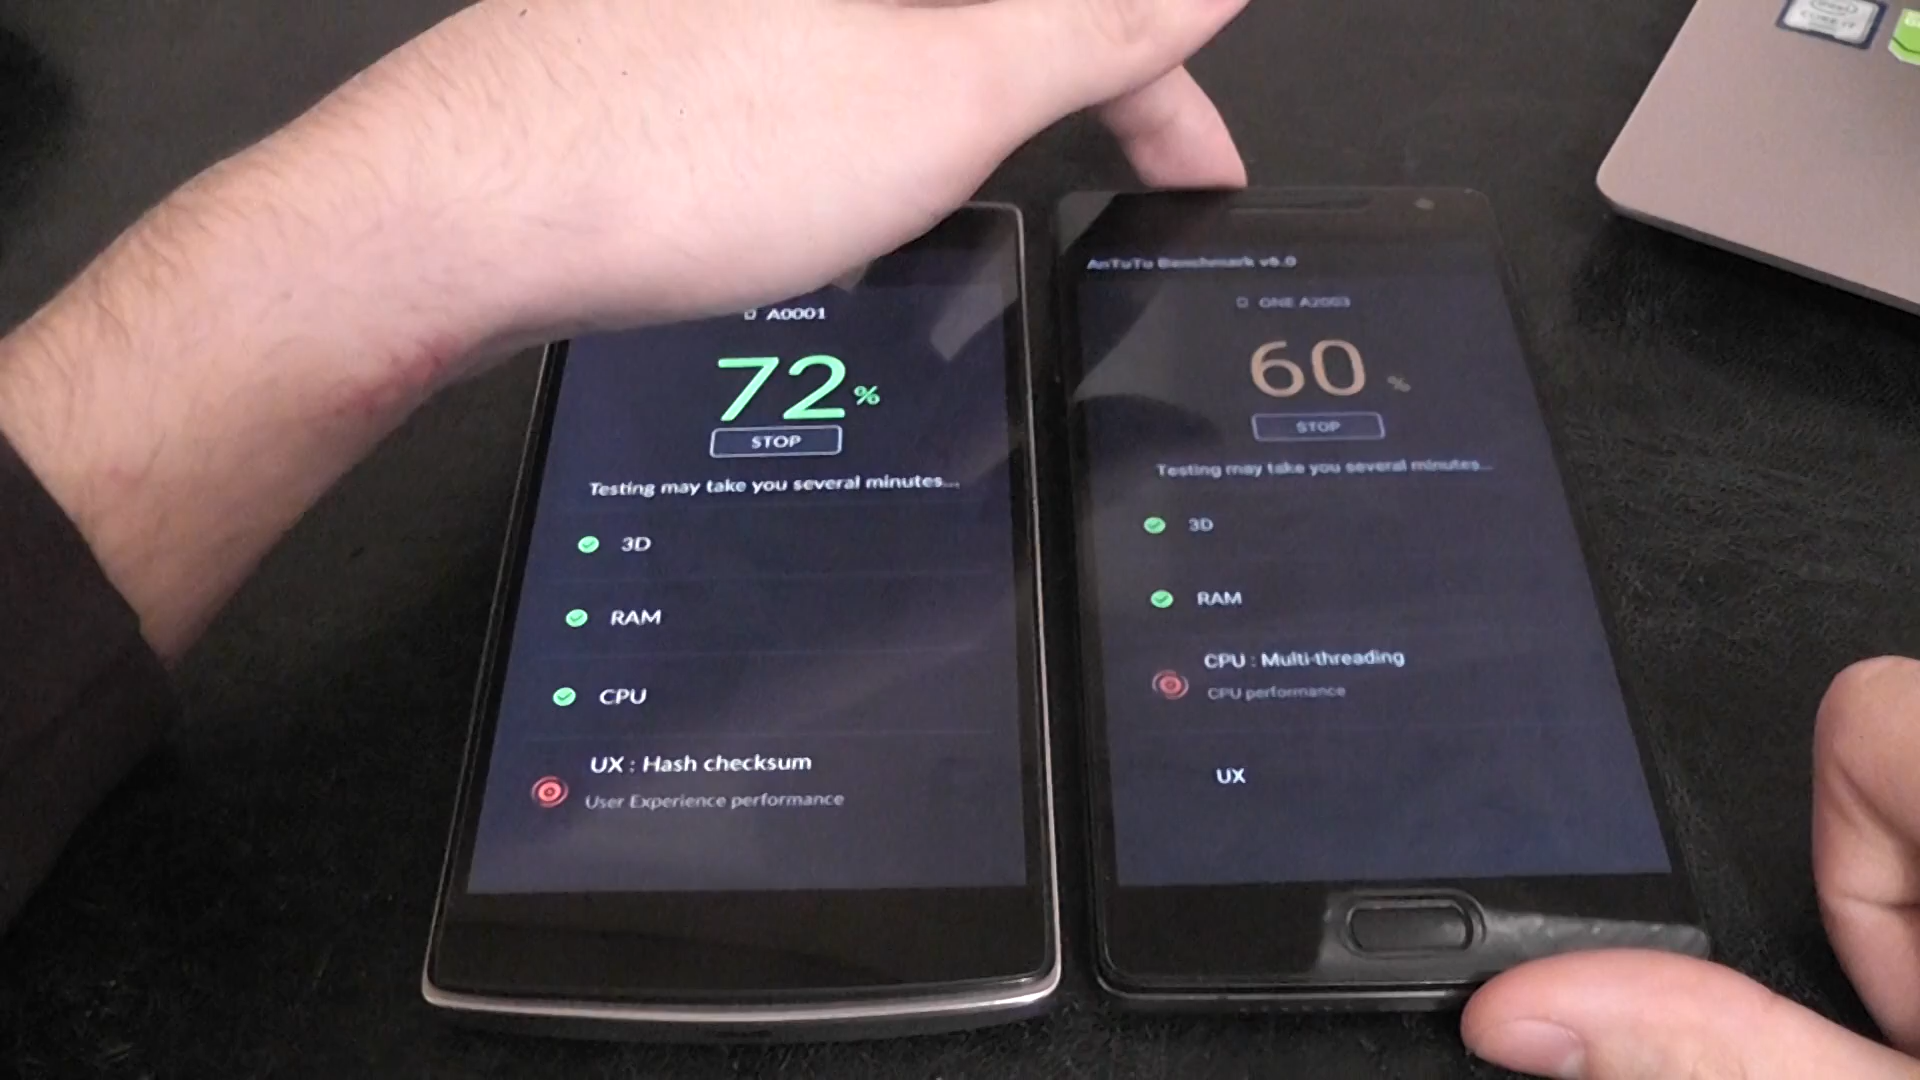 A0001
72%
STOP
Testing may take you several minutes...
3D
RAM
CPU
UX : Hash checksum
User Experience performance
AnTuTu Benchmark v6.0
ONE A2003
60 %
STOP
Testing may take you several minutes...
3D
RAM
CPU : Multi-threading
CPU performance
UX
CORE i7